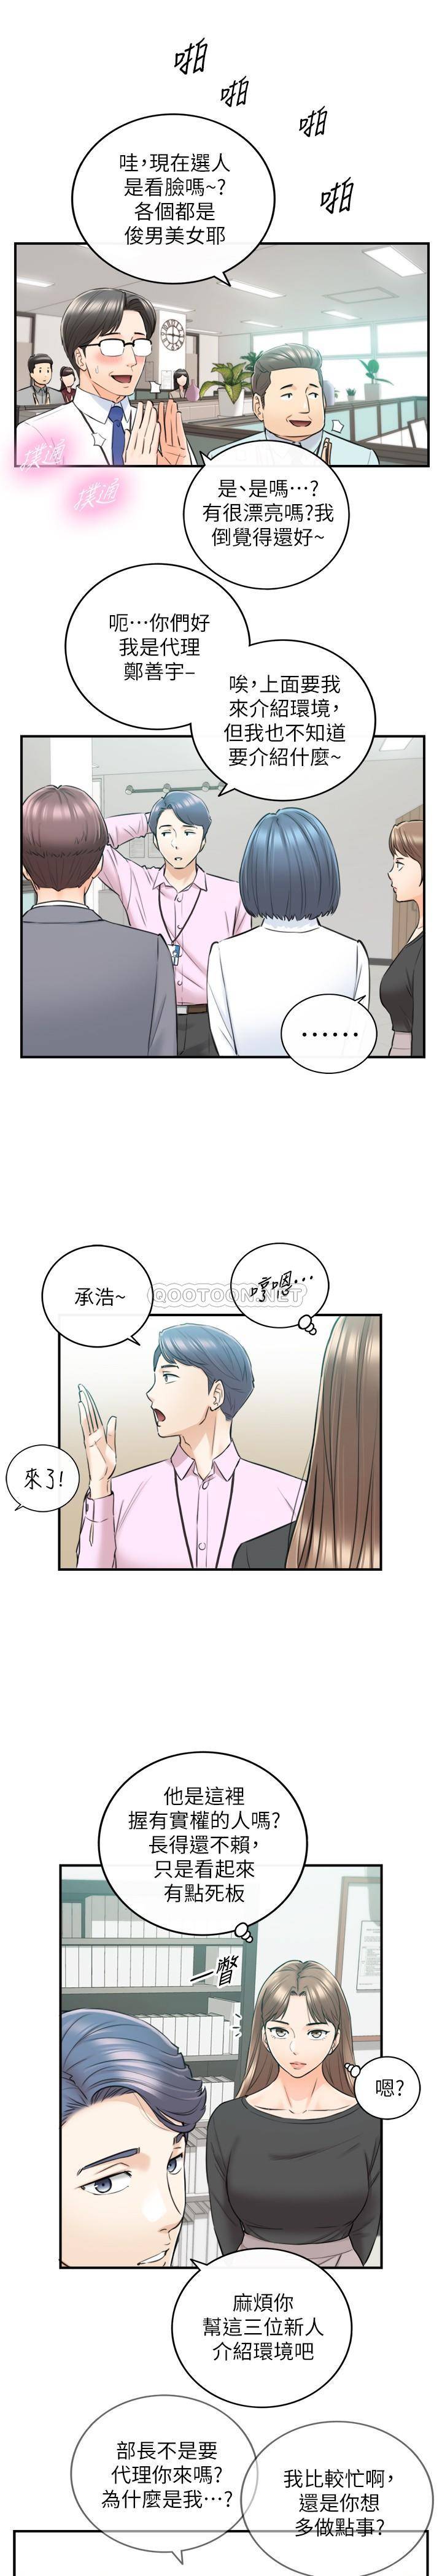 啪
啪
啪
啪
哇，現在選人
是看臉嗎~?
各個都是
俊男美女耶
撲通
撲通
是、是嗎…?
有很漂亮嗎?我
倒覺得還好~
呃…你們好
我是代理
鄭善宇–
唉，上面要我
來介紹環境，
但我也不知道
要介紹什麼~
……
承浩~
哼嗯…
QOOTOON.NET
來了!
他是這裡
握有實權的人嗎?
長得還不賴，
只是看起來
有點死板
一瞥
嗯?
麻煩你
幫這三位新人
介紹環境吧
部長不是要
代理你來嗎?
為什麼是我…?
我比較忙啊，
還是你想
多做點事?